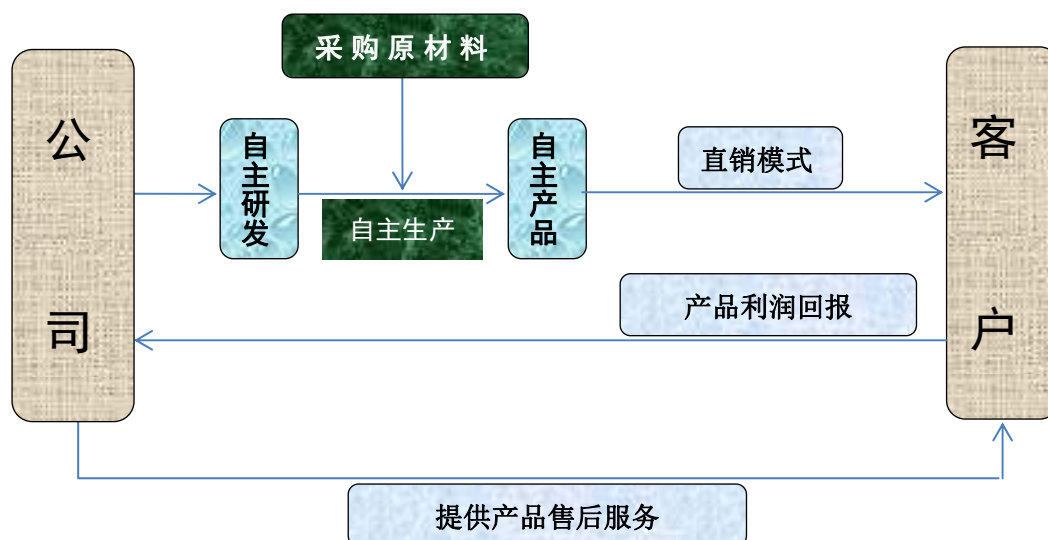 采购原材料
公司
自主研发
自主生产
自主产品
直销模式
客户
产品利润回报
提供产品售后服务